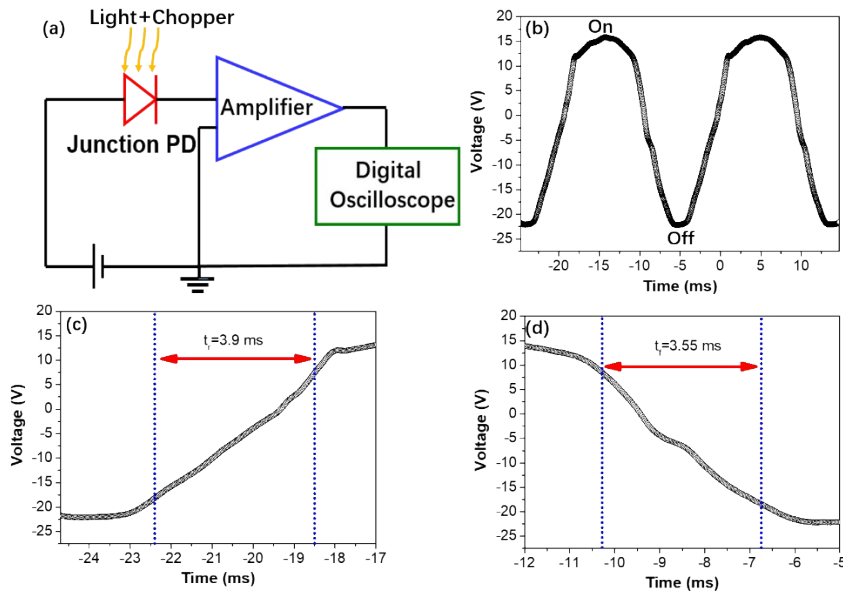 (a)
Light+Chopper
Junction PD
Amplifier
Digital
Oscilloscope
(b)
On
Off
Voltage (V)
20
15
10
5
0
-5
-10
-15
-20
-25
-20 -15 -10 -5 0 5 10
Time (ms)
(c)
tr=3.9 ms
Voltage (V)
20
15
10
5
0
-5
-10
-15
-20
-25
-24 -23 -22 -21 -20 -19 -18 -17
Time (ms)
(d)
tf=3.55 ms
Voltage (V)
20
15
10
5
0
-5
-10
-15
-20
-25
-12 -11 -10 -9 -8 -7 -6 -5
Time (ms)